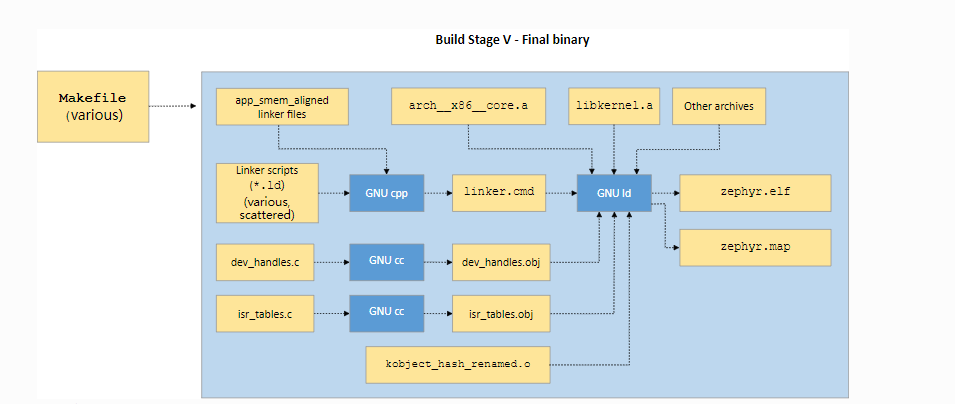 Build Stage V - Final binary
Makefile
(various)
app_smem_aligned
linker files
arch__x86__core.a
libkernel.a
Other archives
Linker scripts
(*.ld)
(various,
scattered)
GNU cpp
linker.cmd
GNU ld
zephyr.elf
zephyr.map
dev_handles.c
GNU cc
dev_handles.obj
isr_tables.c
GNU cc
isr_tables.obj
kobject_hash_renamed.o